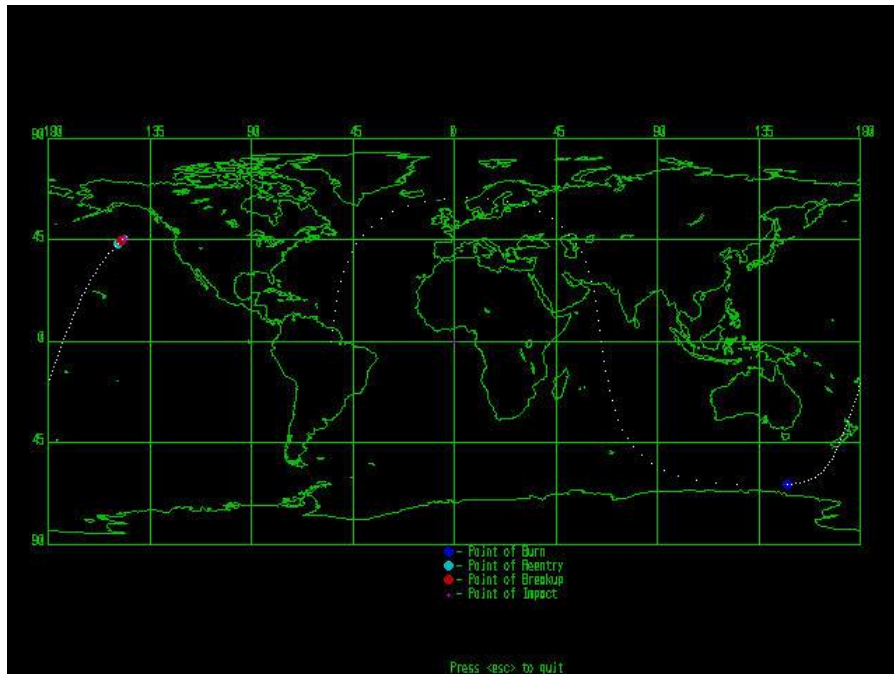 180 135 90 45 0 45 90 135 180
90
45
0
45
90
- Point of Burn
- Point of Reentry
- Point of Breakup
- Point of Impact
Press <esc> to quit